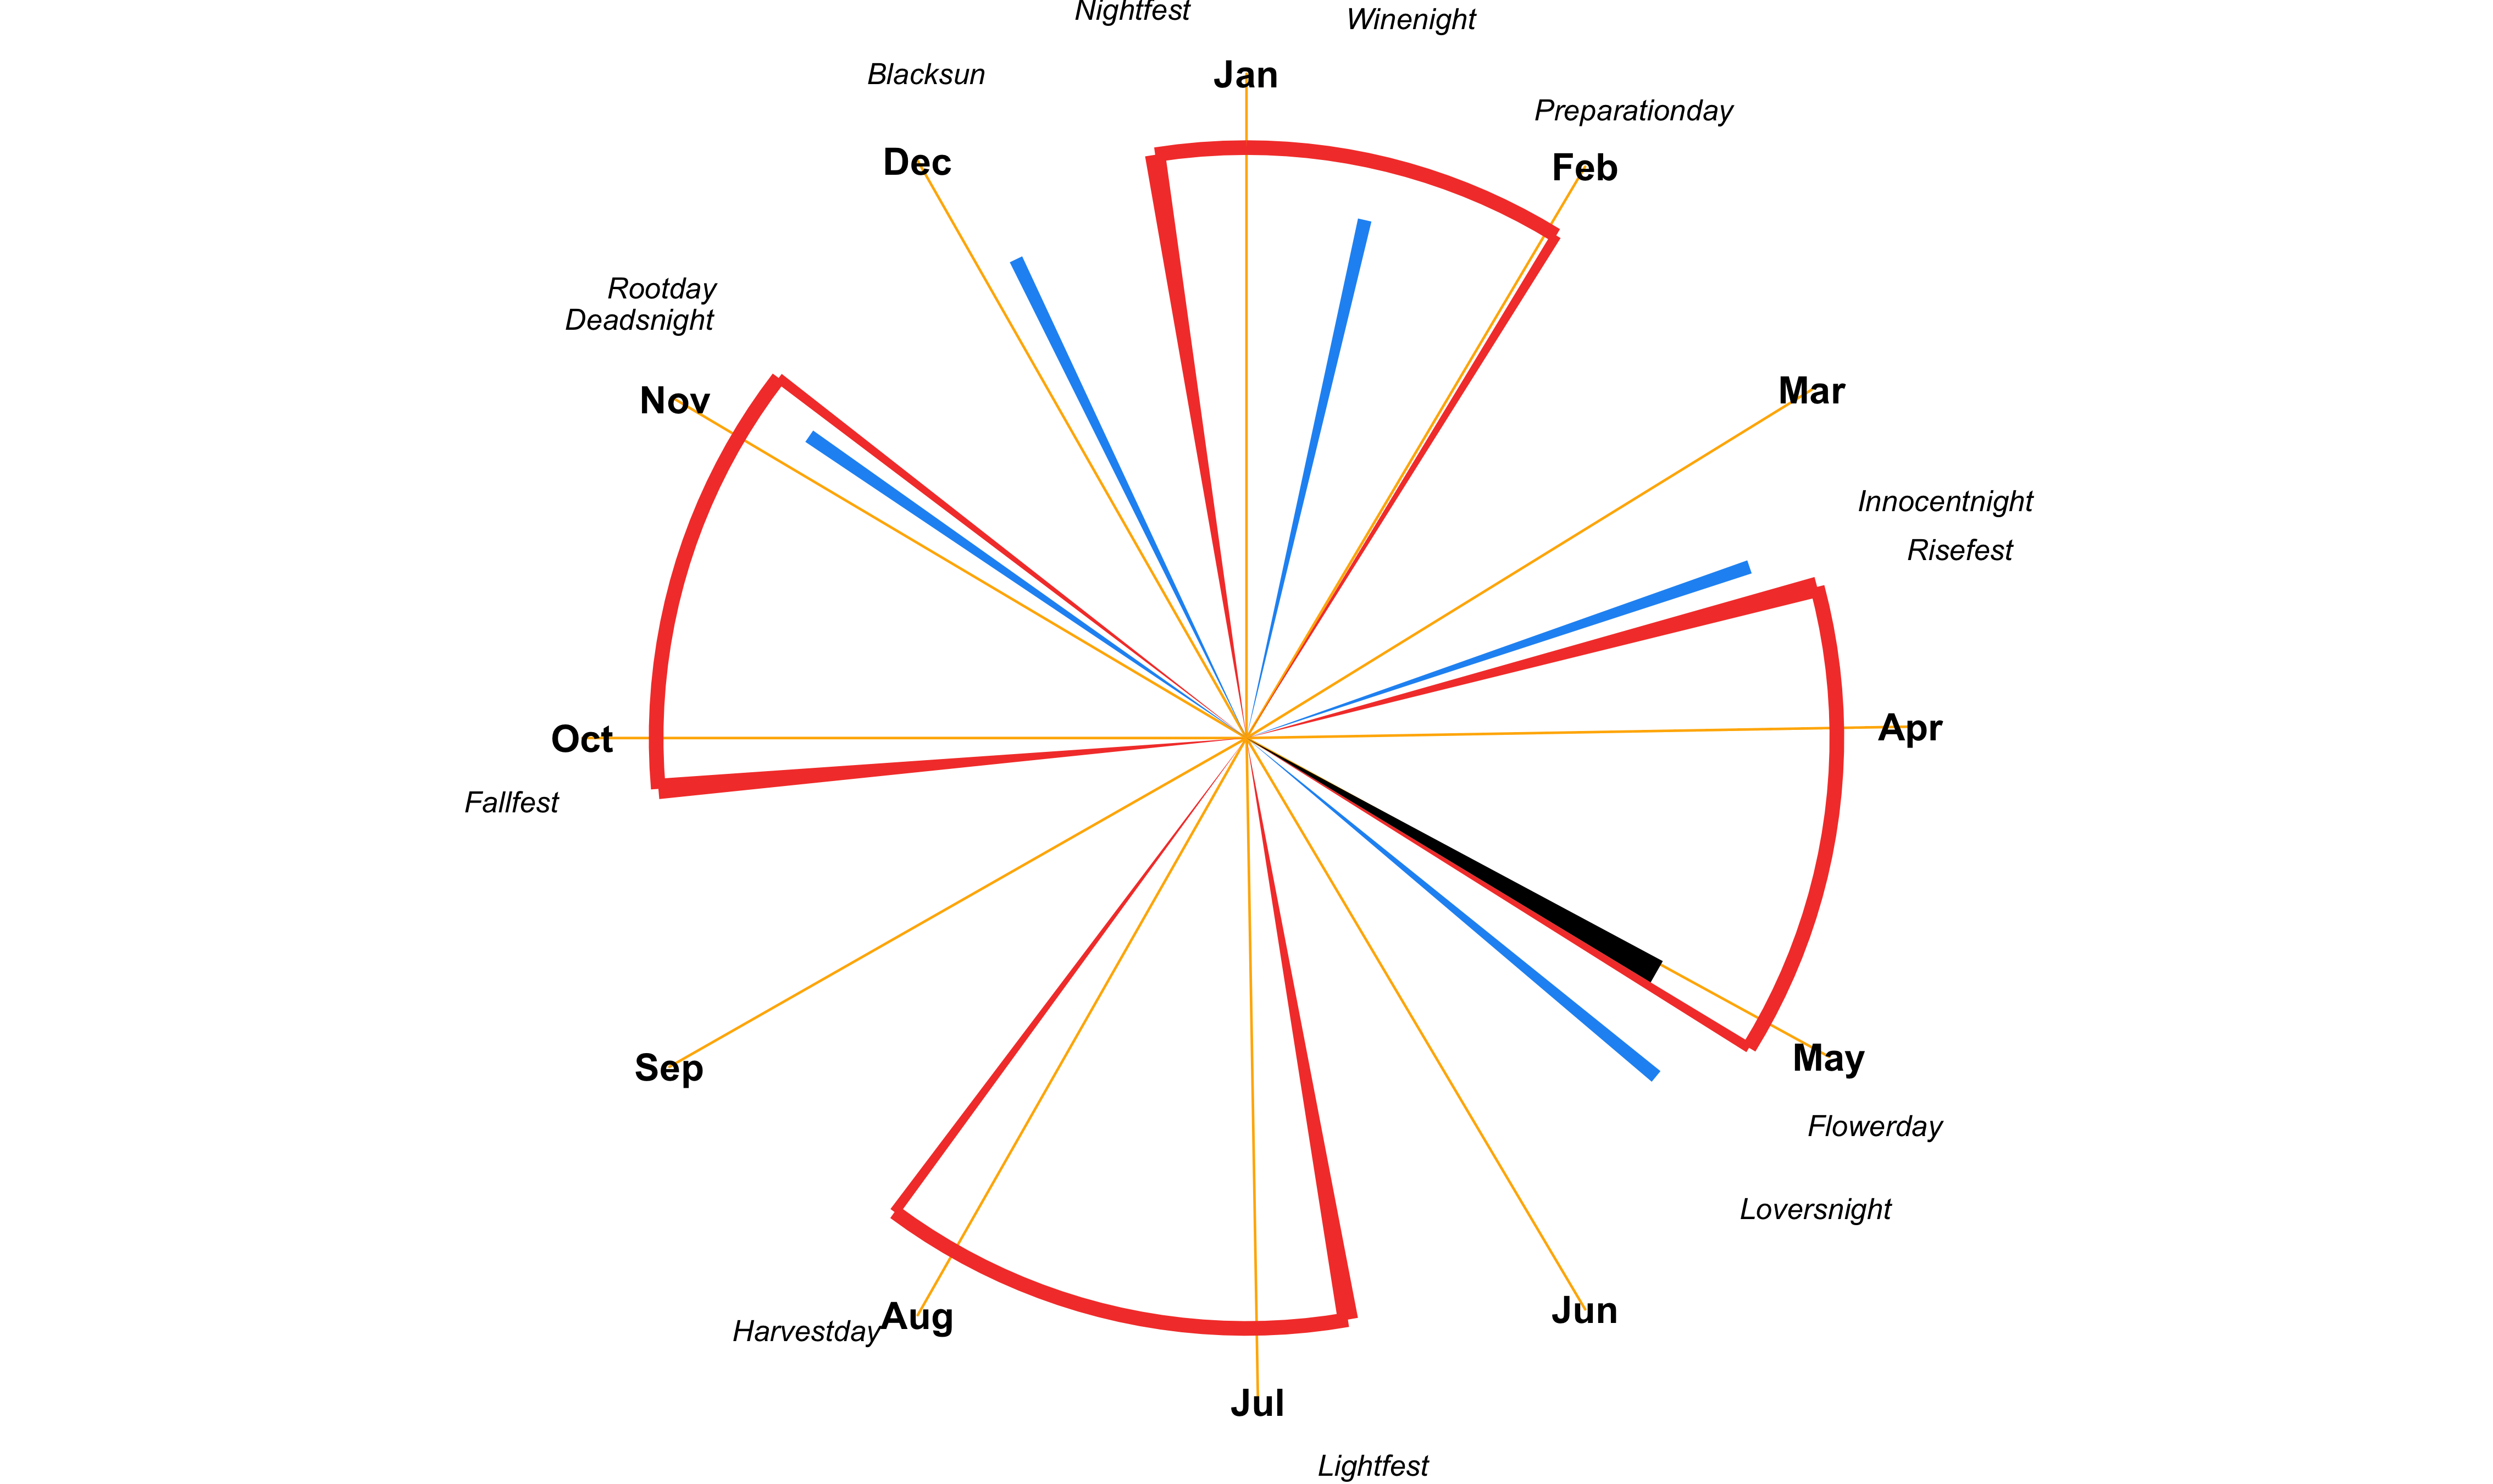 Nightfest
Winenight
Blacksun
Jan
Preparationday
Dec
Feb
Rootday
Deadsnight
Nov
Mar
Innocentnight
Risefest
Oct
Apr
Fallfest
Sep
May
Flowerday
Loversnight
Harvestday
Aug
Jun
Jul
Lightfest